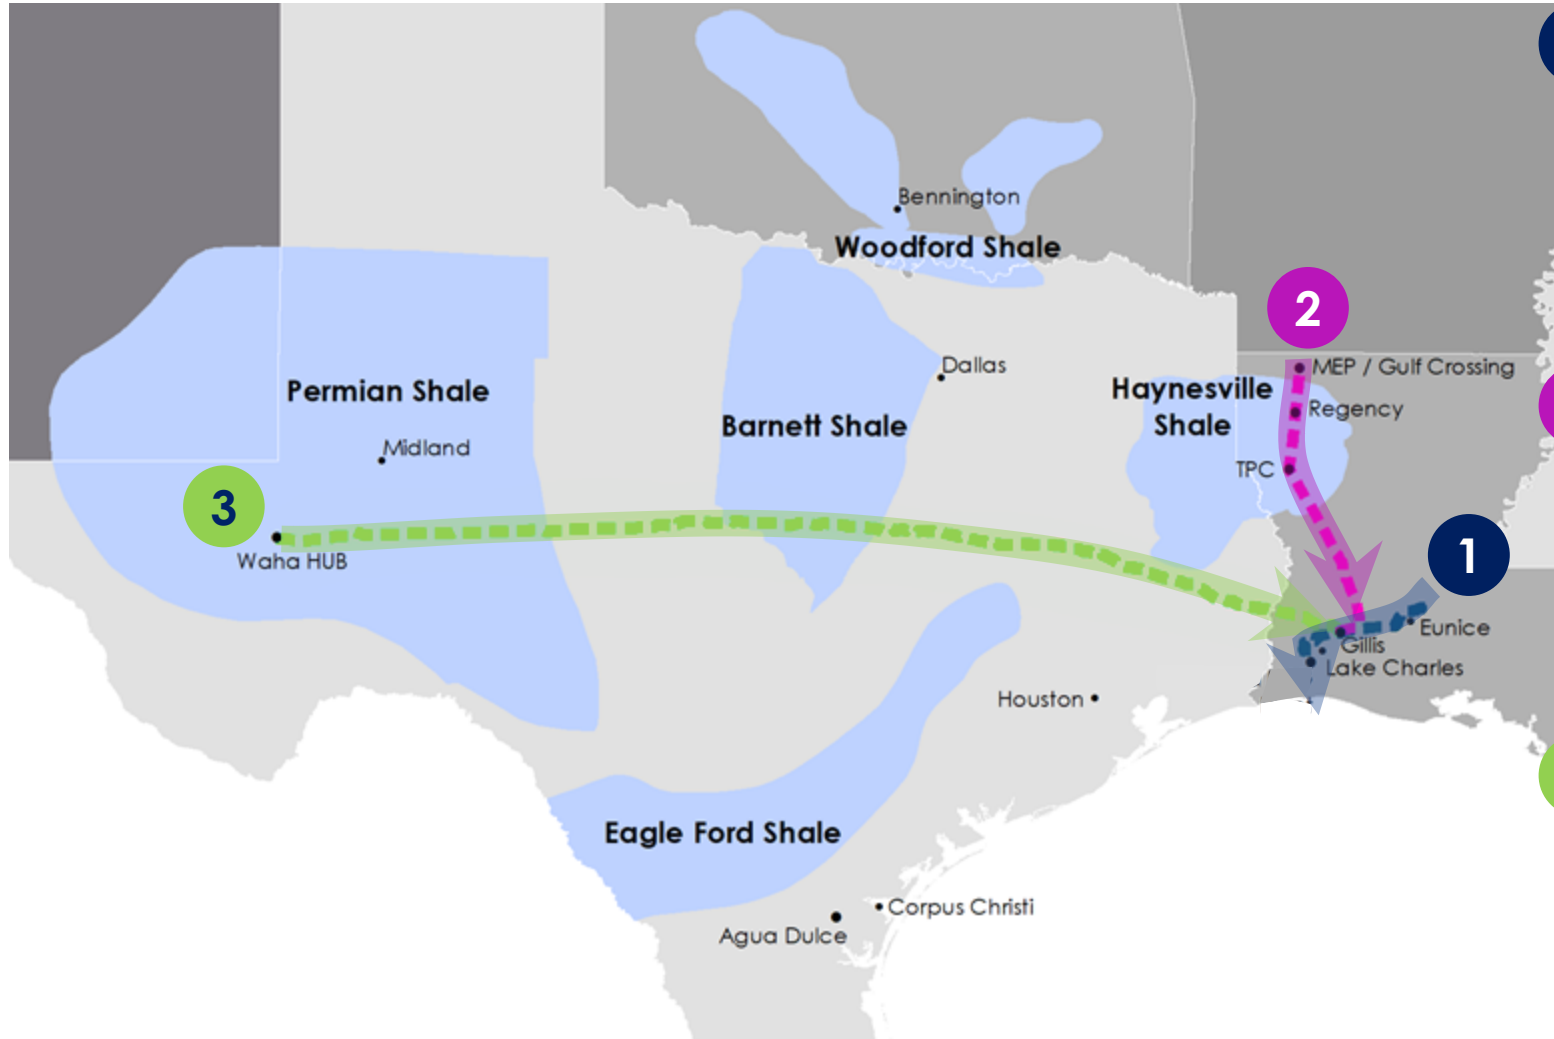 Bennington
Woodford Shale
2
MEP / Gulf Crossing
Dallas
Haynesville
Shale
Permian Shale
Regency
Barnett Shale
Midland
TPC
3
Waha HUB
1
Eunice
Gillis
Lake Charles
Houston
Eagle Ford Shale
Corpus Christi
Agua Dulce